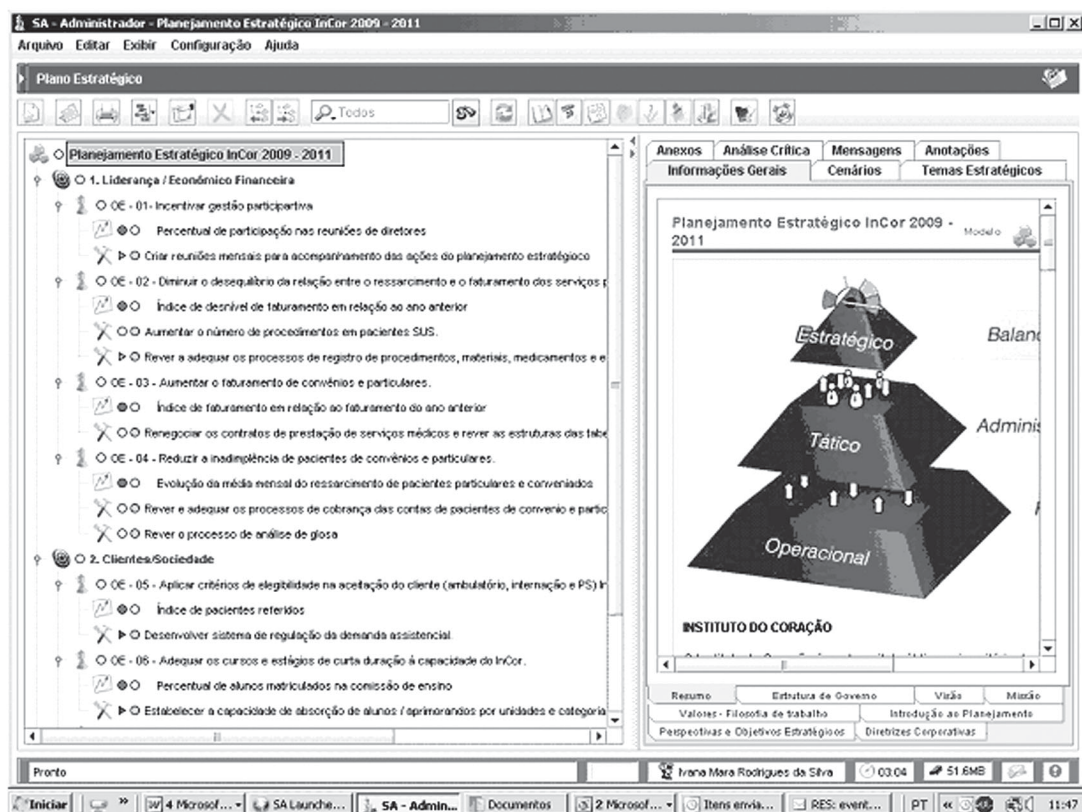 SA - Administrador - Planejamento Estratégico InCor 2009 - 2011
Arquivo Editar Exibir Configuração Ajuda
Plano Estratégico
Todos
Planejamento Estratégico InCor 2009 - 2011
1. Liderança / Econômico Financeira
OE - 01- Incentivar gestão participartiva
Percentual de participação nas reuniões de diretores
Criar reuniões mensais para acompanhamento das ações do planejamento estratégioco
OE - 02 - Diminuir o desequilíbrio da relação entre o ressarcimento e o faturamento dos serviços p
Índice de desnível de faturamento em relação ao ano anterior
Aumentar o número de procedimentos em pacientes SUS.
Rever a adequar os processos de registro de procedimentos, materiais, medicamentos e e
OE - 03 - Aumentar o faturamento de convênios e particulares.
Índice de faturamento em relação ao faturamento do ano anterior
Renegociar os contratos de prestação de serviços médicos e rever as estruturas das tabe
OE - 04 - Reduzir a inadimplência de pacientes de convênios e particulares.
Evolução da média mensal do ressarcimento de pacientes particulares e conveniados
Rever e adequar os processos de cobrança das contas de pacientes de convenio e partic
Rever o processo de análise de glosa
2. Clientes/Sociedade
OE - 05 - Aplicar critérios de elegibilidade na aceitação do cliente (ambulatório, internação e PS) In
Índice de pacientes referidos
Desenvolver sistema de regulação da demanda assistencial
OE - 06 - Adequar os cursos e estágios de curta duração á capacidade do InCor.
Percentual de alunos matriculados na comissão de ensino
Estabelecer a capacidade de absorção de alunos / aprimorandos por unidades e categoria
Anexos Análise Crítica Mensagens Anotações
Informações Gerais Cenários Temas Estratégicos
Planejamento Estratégico InCor 2009 -
2011
Modelo
Estratégico
Balanc
Tático
Adminis
Operacional
INSTITUTO DO CORAÇÃO
Resumo Estrutura de Governo Visão Missão
Valores - Filosofia de trabalho Introdução ao Planejamento
Perspectivas e Objetivos Estratégicos Diretrizes Corporativas
Pronto Ivana Mara Rodrigues da Silva 03:04 51.6MB
Iniciar » 4 Microsof... SA Launche... SA - Admin... Documentos 2 Microsof... Itens envia... RES: event... PT « 11:47